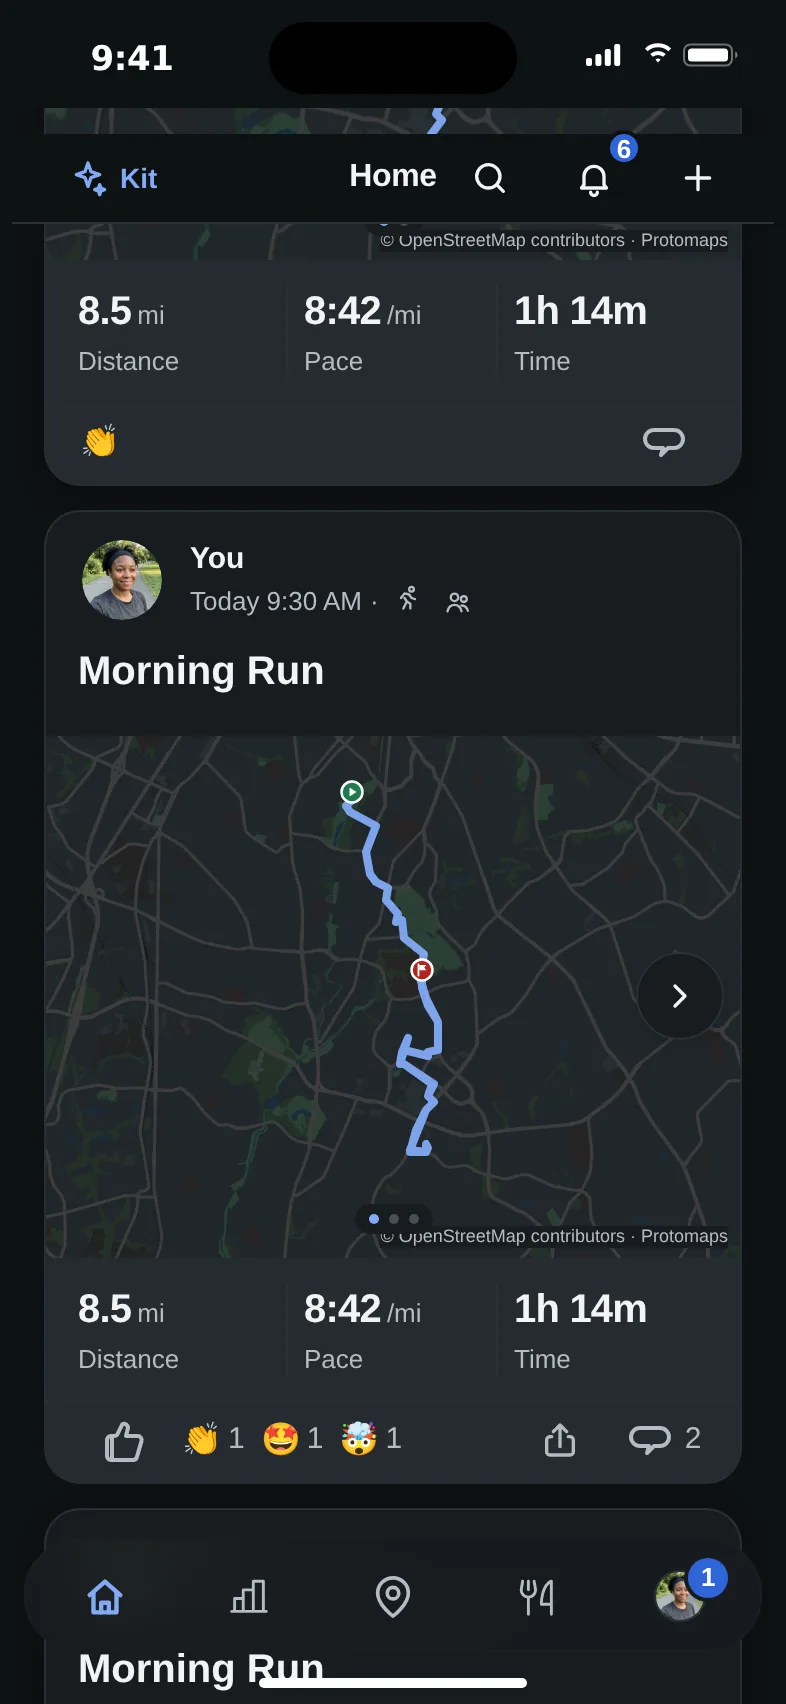 9:41
Kit
Home
6
© OpenStreetMap contributors · Protomaps
8.5 mi
8:42 /mi
1h 14m
Distance
Pace
Time
You
Today 9:30 AM ·
Morning Run
© OpenStreetMap contributors · Protomaps
8.5 mi
8:42 /mi
1h 14m
Distance
Pace
Time
1
1
1
2
1
Morning Run